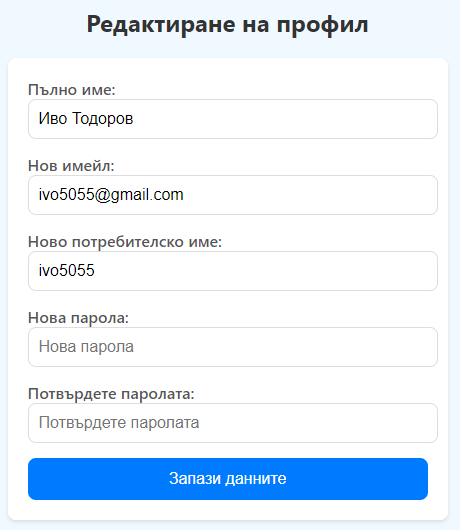 Редактиране на профил
Пълно име:
Иво Тодоров
Нов имейл:
ivo5055@gmail.com
Ново потребителско име:
ivo5055
Нова парола:
Нова парола
Потвърдете паролата:
Потвърдете паролата
Запази данните